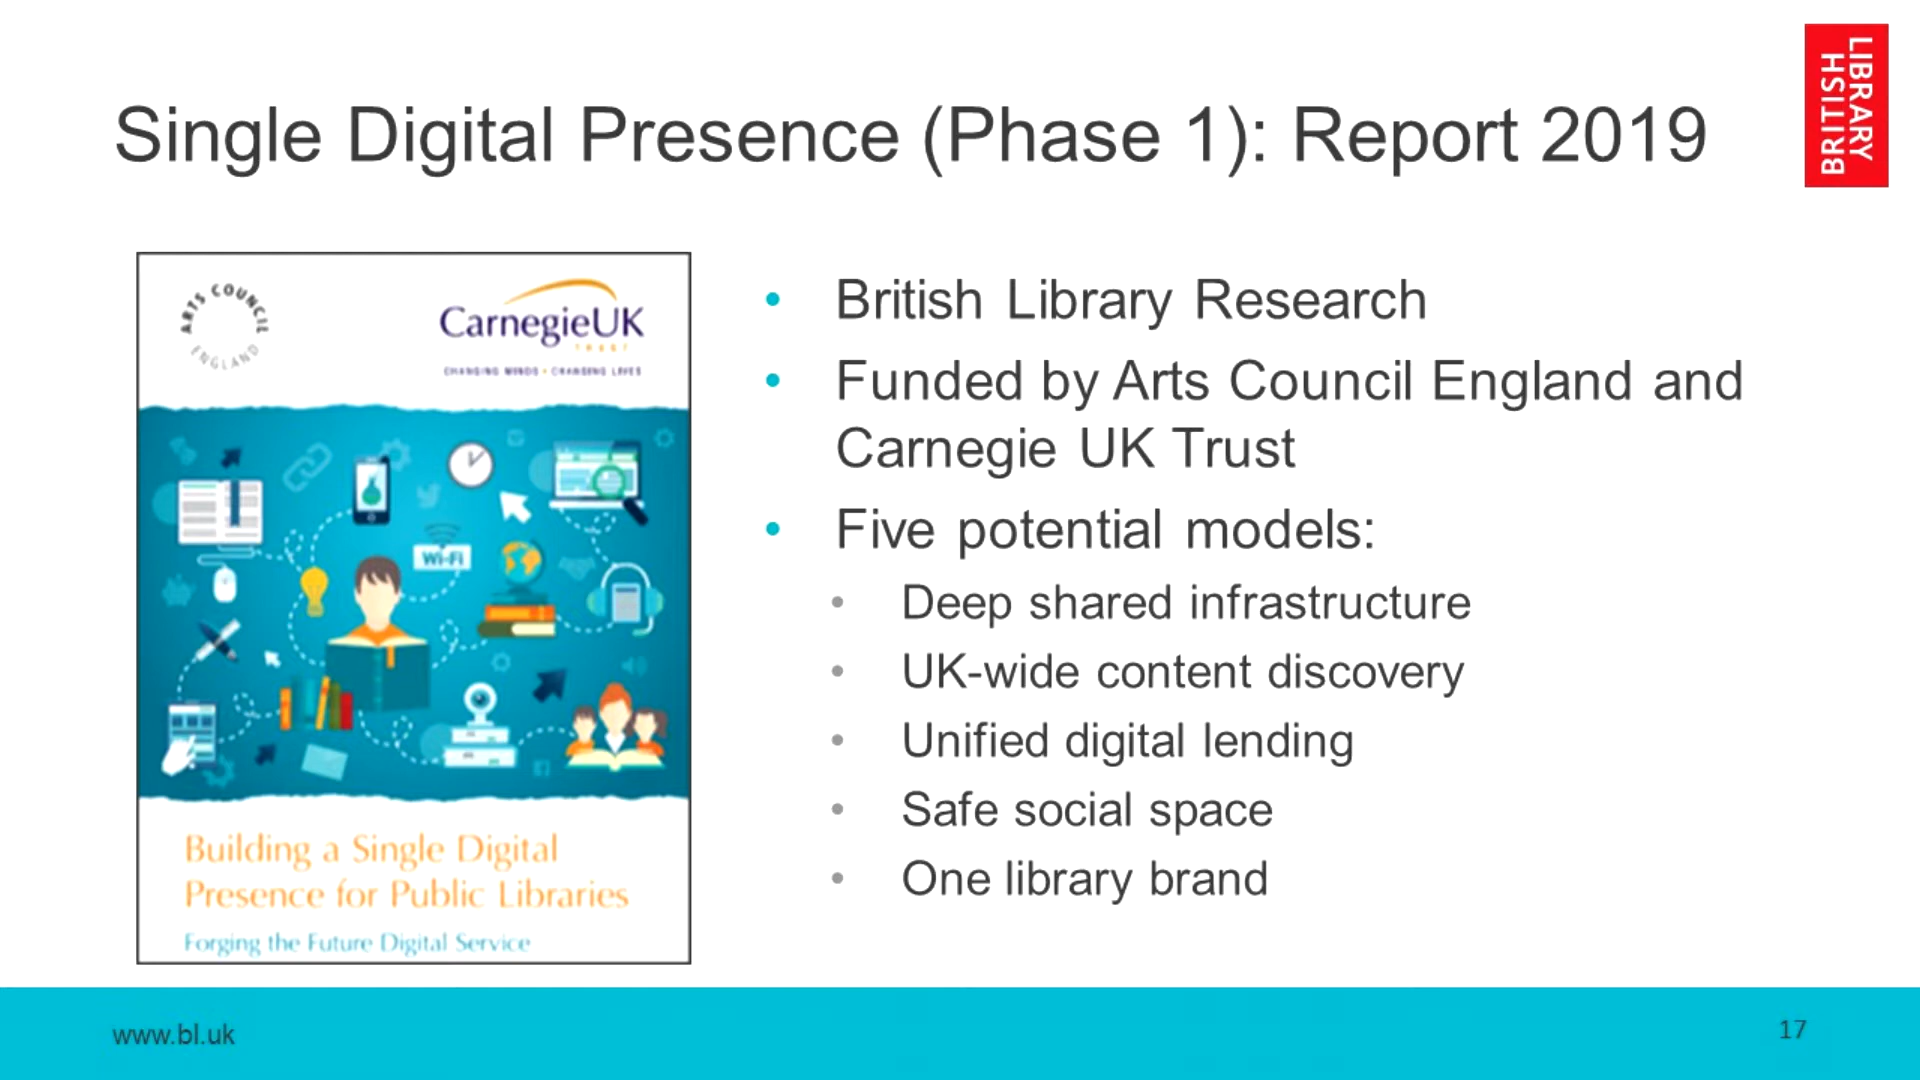 Single Digital Presence (Phase 1): Report 2019
BRITISH
LIBRARY
ARTS COUNCIL
ENGLAND
CarnegieUK
TRUST
CHANGING MINDS • CHANGING LIVES
Wi-Fi
Building a Single Digital
Presence for Public Libraries
Forging the Future Digital Service
• British Library Research
• Funded by Arts Council England and
Carnegie UK Trust
• Five potential models:
• Deep shared infrastructure
• UK-wide content discovery
• Unified digital lending
• Safe social space
• One library brand
www.bl.uk
17